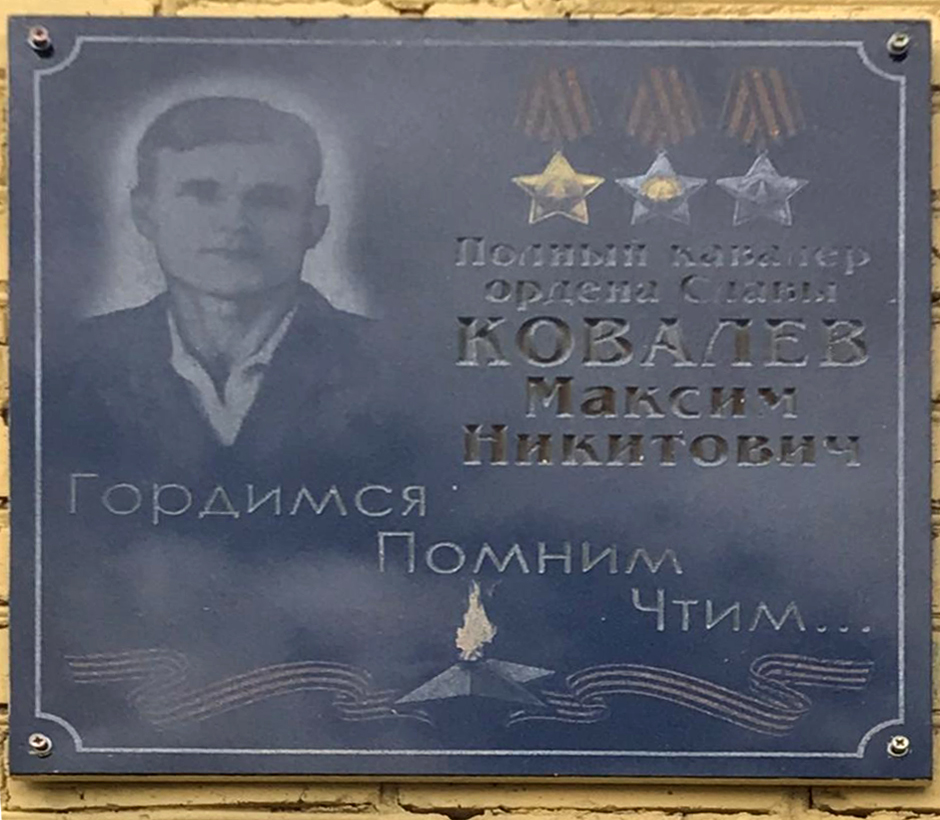 Полный кавалер
ордена Славы
КОВАЛЕВ
Максим
Никитович
Гордимся
Помним
Чтим...